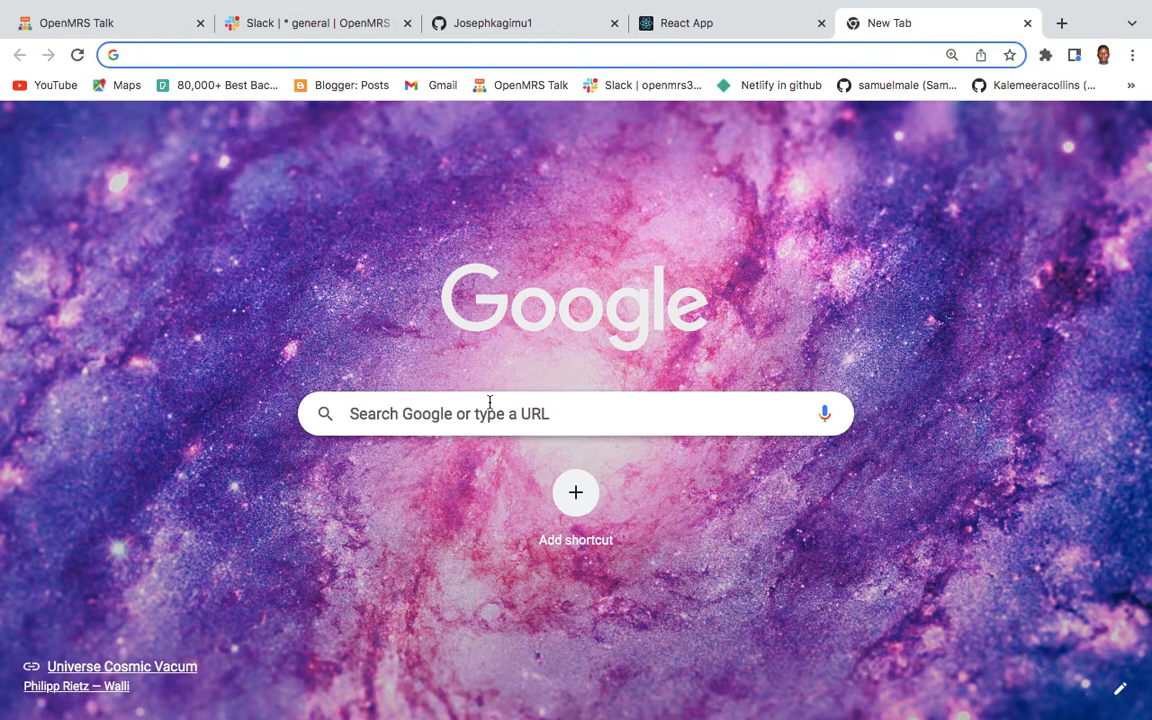 OpenMRS Talk
Slack | * general | OpenMRS
Josephkagimu1
React App
New Tab
YouTube
Maps
80,000+ Best Bac...
Blogger: Posts
Gmail
OpenMRS Talk
Slack | openmrs3...
Netlify in github
samuelmale (Sam...
Kalemeeracollins (...
»
Google
Search Google or type a URL
Add shortcut
Universe Cosmic Vacum
Philipp Rietz — Walli